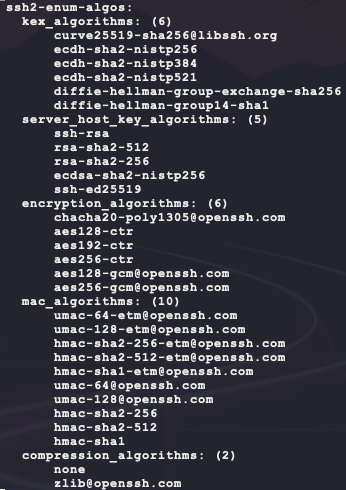 ssh2-enum-algos:
kex_algorithms: (6)
curve25519-sha256@libssh.org
ecdh-sha2-nistp256
ecdh-sha2-nistp384
ecdh-sha2-nistp521
diffie-hellman-group-exchange-sha256
diffie-hellman-group14-sha1
server_host_key_algorithms: (5)
ssh-rsa
rsa-sha2-512
rsa-sha2-256
ecdsa-sha2-nistp256
ssh-ed25519
encryption_algorithms: (6)
chacha20-poly1305@openssh.com
aes128-ctr
aes192-ctr
aes256-ctr
aes128-gcm@openssh.com
aes256-gcm@openssh.com
mac_algorithms: (10)
umac-64-etm@openssh.com
umac-128-etm@openssh.com
hmac-sha2-256-etm@openssh.com
hmac-sha2-512-etm@openssh.com
hmac-sha1-etm@openssh.com
umac-64@openssh.com
umac-128@openssh.com
hmac-sha2-256
hmac-sha2-512
hmac-sha1
compression_algorithms: (2)
none
zlib@openssh.com